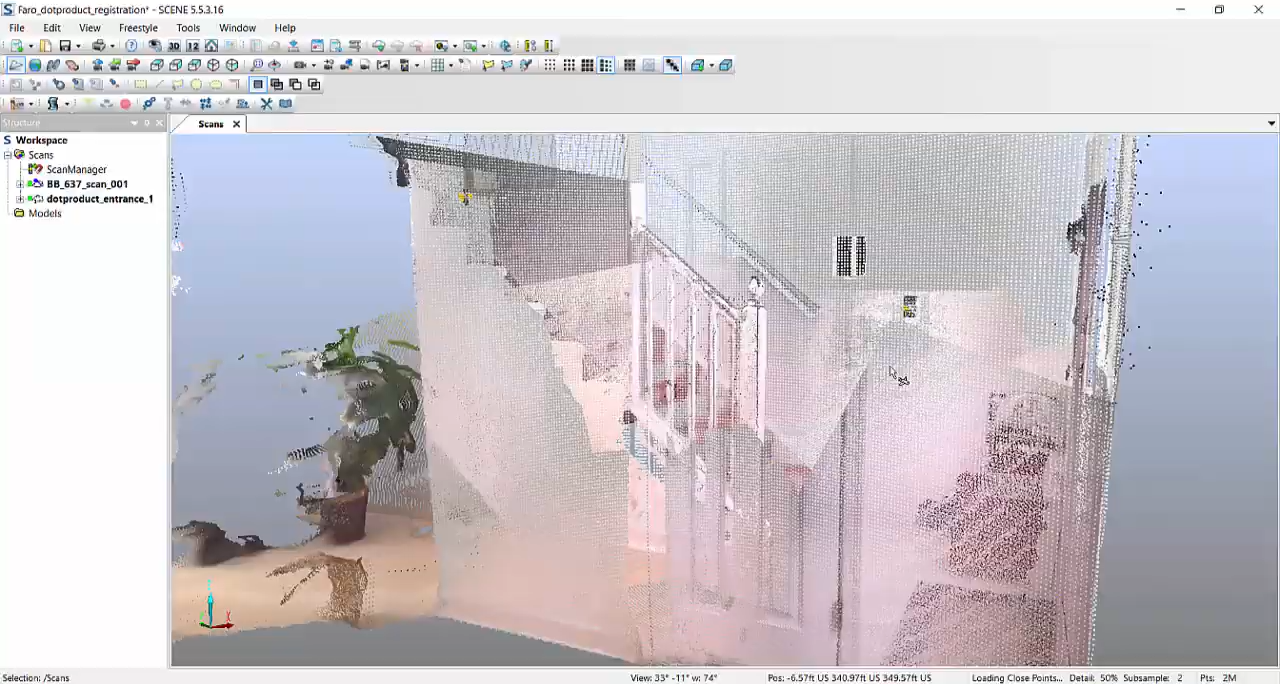 Faro_dotproduct_registration* - SCENE 5.5.3.16
File Edit View Freestyle Tools Window Help
3D 12
Structure
Scans
Workspace
Scans
ScanManager
BB_637_scan_001
dotproduct_entrance_1
Models
Selection: /Scans
View: 33° -11° w: 74°
Pos: -6.57ft US 340.97ft US 349.57ft US
Loading Close Points...
Detail: 50%
Subsample: 2
Pts: 2M